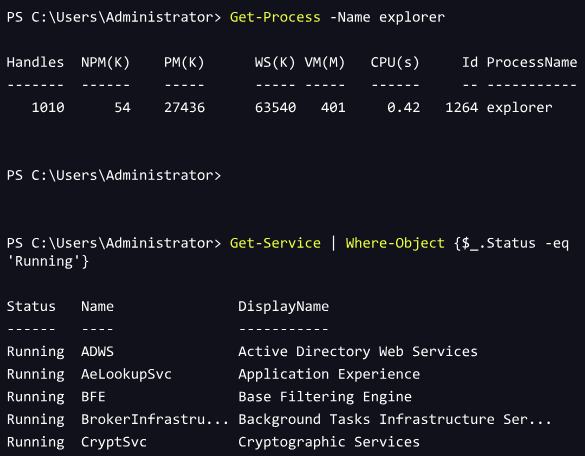 PS C:\Users\Administrator> Get-Process -Name explorer
Handles  NPM(K)    PM(K)      WS(K) VM(M)   CPU(s)     Id ProcessName
-------  ------    -----      ----- -----   ------     -- -----------
   1010      54    27436      63540   401     0.42   1264 explorer
PS C:\Users\Administrator>
PS C:\Users\Administrator> Get-Service | Where-Object {$_.Status -eq
'Running'}
Status   Name               DisplayName
------   ----               -----------
Running  ADWS               Active Directory Web Services
Running  AeLookupSvc        Application Experience
Running  BFE                Base Filtering Engine
Running  BrokerInfrastru... Background Tasks Infrastructure Ser...
Running  CryptSvc           Cryptographic Services